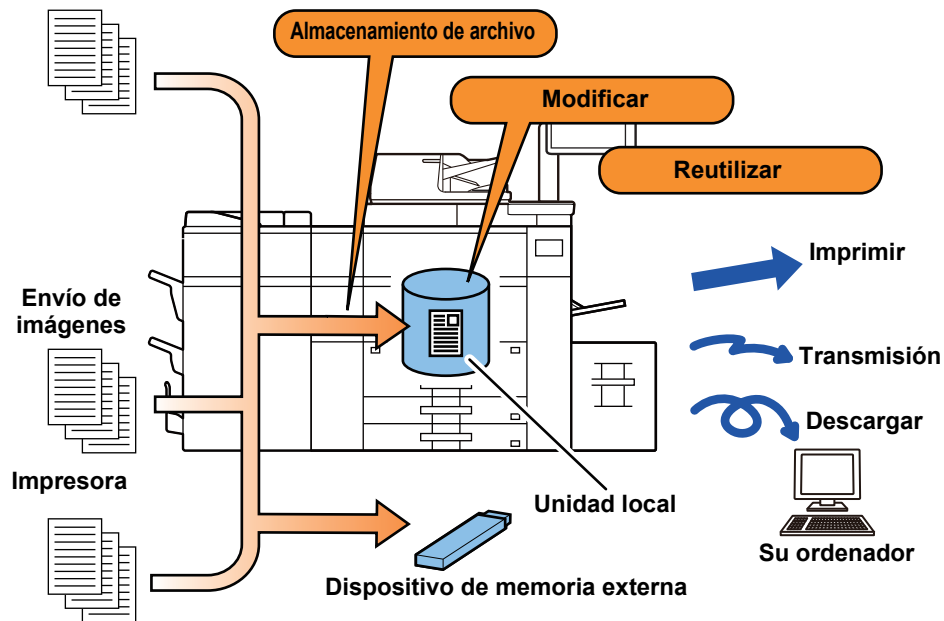 Almacenamiento de archivo
Modificar
Reutilizar
Imprimir
Envío de
imágenes
Transmisión
Descargar
Impresora
Unidad local
Su ordenador
Dispositivo de memoria externa